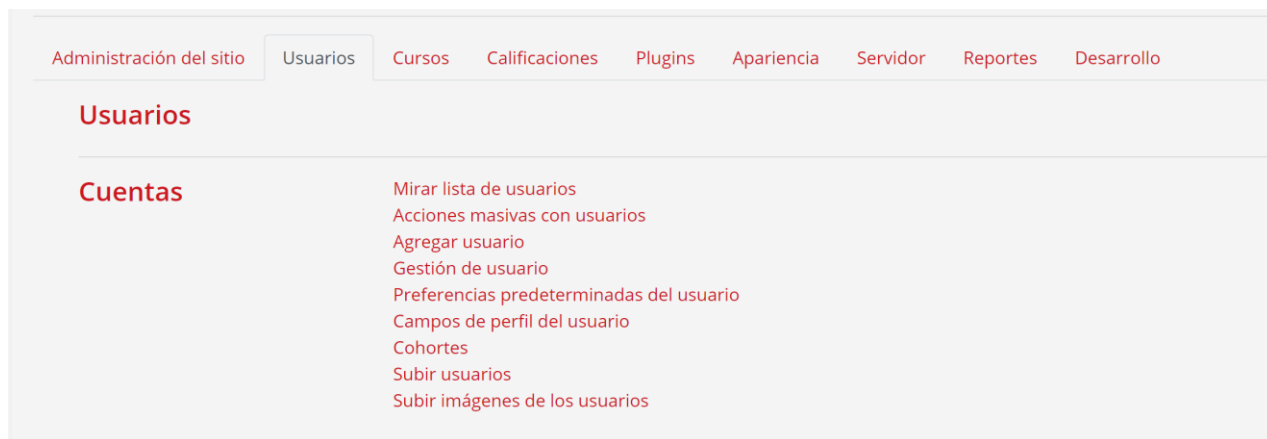 Administración del sitio Usuarios Cursos Calificaciones Plugins Apariencia Servidor Reportes Desarrollo
Usuarios
Cuentas
Mirar lista de usuarios
Acciones masivas con usuarios
Agregar usuario
Gestión de usuario
Preferencias predeterminadas del usuario
Campos de perfil del usuario
Cohortes
Subir usuarios
Subir imágenes de los usuarios